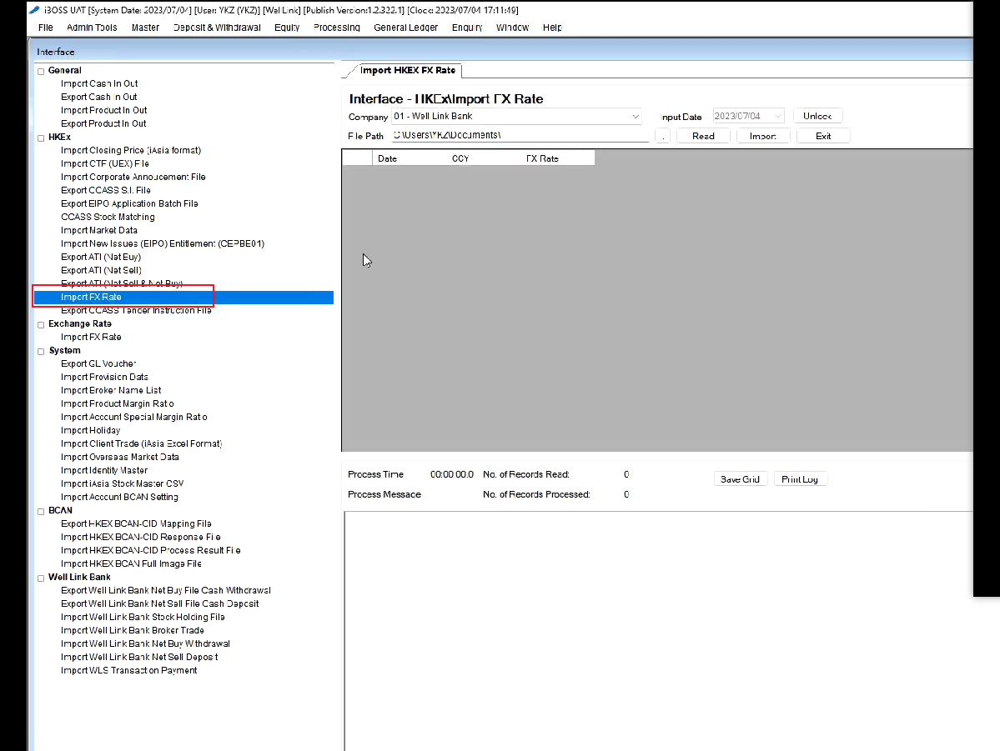 iBOSS UAT [System Date: 2023/07/04] [User: YKZ (YKZ)] [WellLink] [Publish Version:1.2.322.1] [Clock: 2023/07/04 17:11:49]
File Admin Tools Master Deposit & Withdrawal Equity Processing General Ledger Enquiry Window Help
Interface
General
Import Cash In Out
Export Cash In Out
Import Product In Out
Export Product In Out
HKEx
Import Closing Price (iAsia format)
Import CTF (UEX) File
Import Corporate Annoucement File
Export CCASS S.I. File
Export EIPO Application Batch File
CCASS Stock Matching
Import Market Data
Import New Issues (EIPO) Entitlement (CEPBE01)
Export ATI (Net Buy)
Export ATI (Net Sell)
Export ATI (Net Sell & Net Buy)
Import FX Rate
Export CCASS Tender Instruction File
Exchange Rate
Import FX Rate
System
Export GL Voucher
Import Provision Data
Import Broker Name List
Import Product Margin Ratio
Import Account Special Margin Ratio
Import Holiday
Import Client Trade (iAsia Excel Format)
Import Overseas Market Data
Import Identity Master
Import iAsia Stock Master CSV
Import Account BCAN Setting
BCAN
Export HKEX BCAN-CID Mapping File
Import HKEX BCAN-CID Response File
Import HKEX BCAN-CID Process Result File
Import HKEX BCAN Full Image File
Well Link Bank
Export Well Link Bank Net Buy File Cash Withdrawal
Export Well Link Bank Net Sell File Cash Deposit
Import Well Link Bank Stock Holding File
Import Well Link Bank Broker Trade
Import Well Link Bank Net Buy Withdrawal
Import Well Link Bank Net Sell Deposit
Import WLS Transaction Payment
Import HKEX FX Rate
Interface - HKEx\Import FX Rate
Company 01 - Well Link Bank Input Date 2023/07/04 Unlock
File Path C:\Users\YKZ\Documents\ . Read Import Exit
Date CCY FX Rate
Process Time 00:00:00.0 No. of Records Read: 0 Save Grid Print Log
Process Message No. of Records Processed: 0